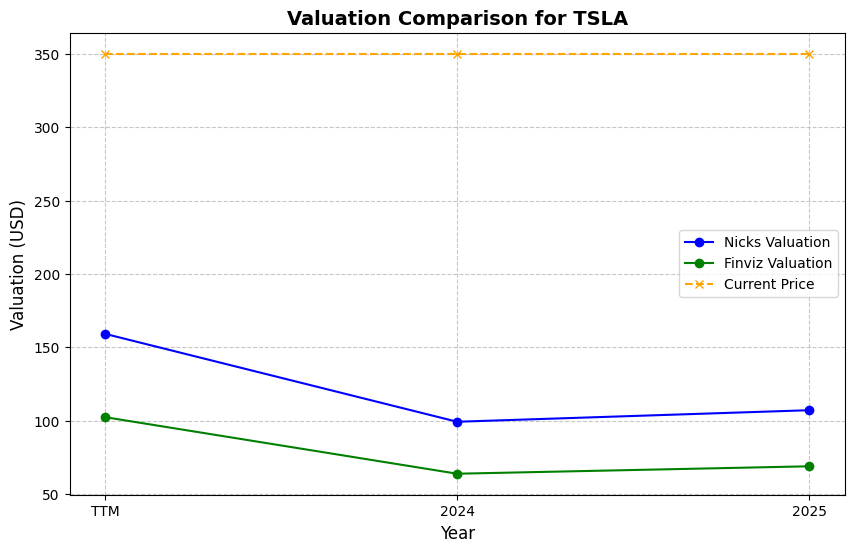 Valuation Comparison for TSLA
Valuation (USD)
350
300
250
200
150
100
50
Nicks Valuation
Finviz Valuation
Current Price
TTM 2024 2025
Year